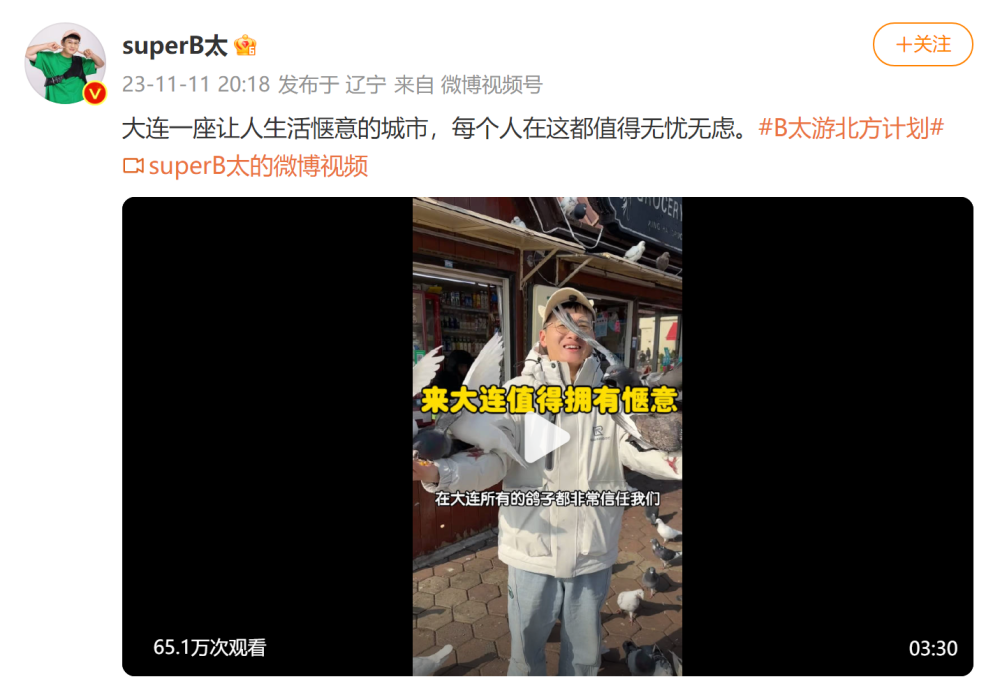 superB太
+关注
23-11-11 20:18 发布于 辽宁 来自 微博视频号
大连一座让人生活惬意的城市，每个人在这都值得无忧无虑。#B太游北方计划#
superB太的微博视频
GROCERY
来大连值得拥有惬意
在大连所有的鸽子都非常信任我们
65.1万次观看
03:30